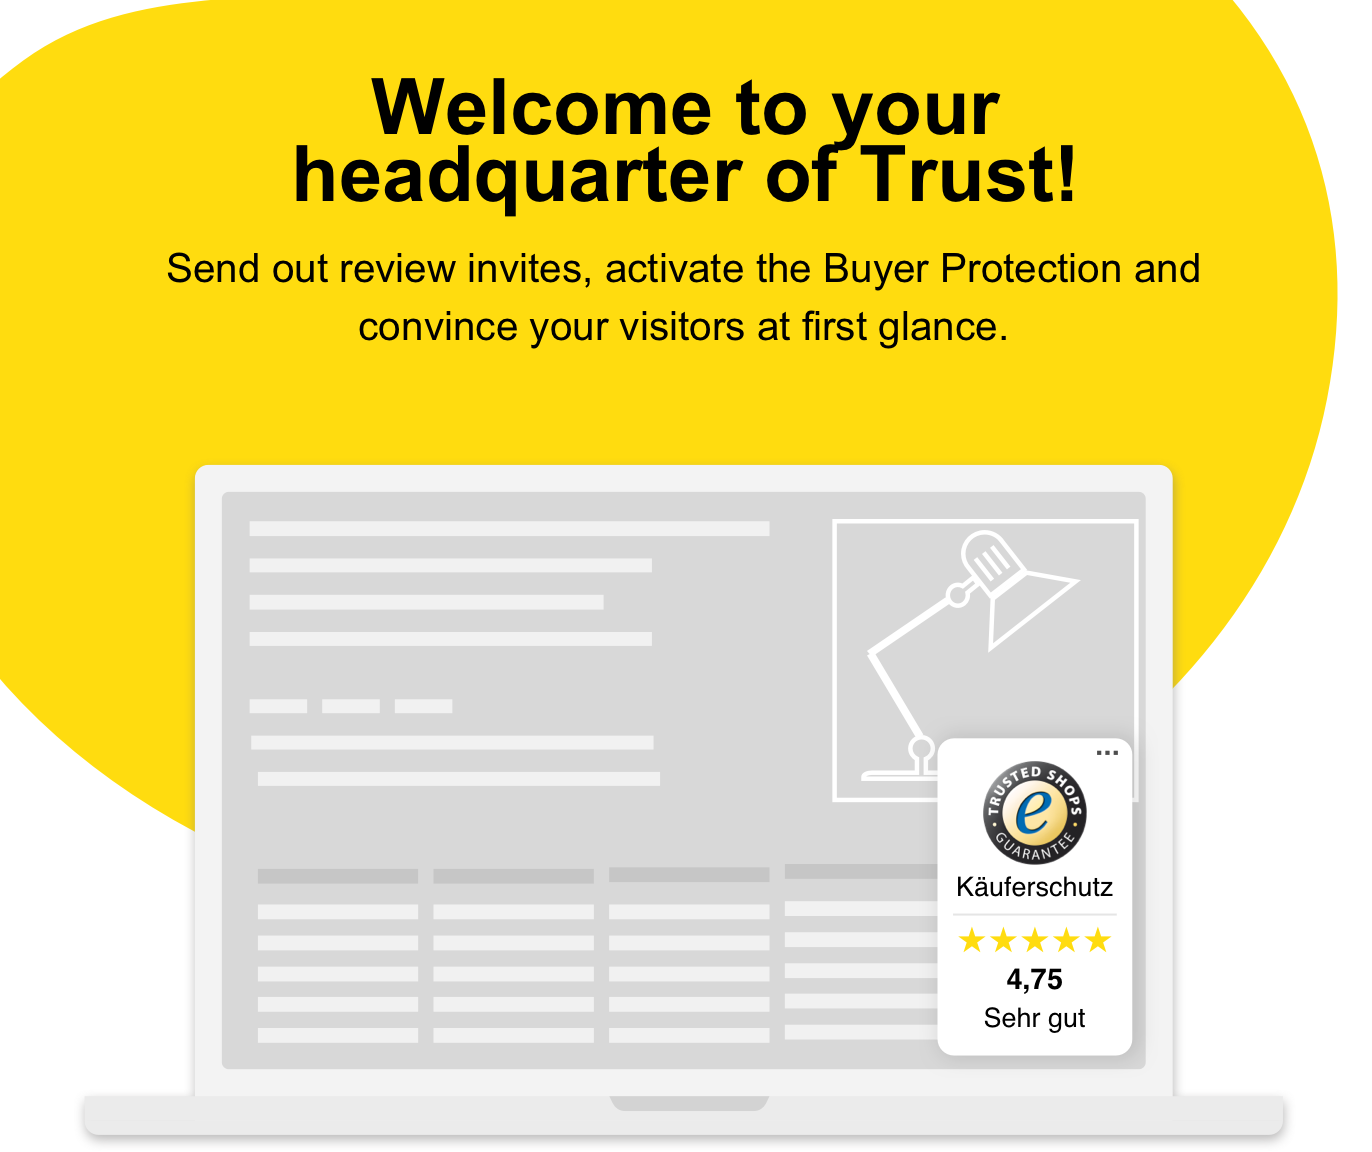 Welcome to your
headquarter of Trust!
Send out review invites, activate the Buyer Protection and
convince your visitors at first glance.
TRUSTED SHOPS
e
GUARANTEE
Käuferschutz
4,75
Sehr gut